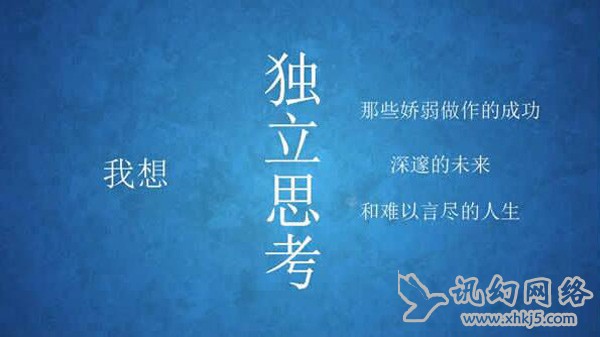 我想
独立思考
那些娇弱做作的成功
深邃的未来
和难以言尽的人生
讯幻网络
www.xhkj5.com